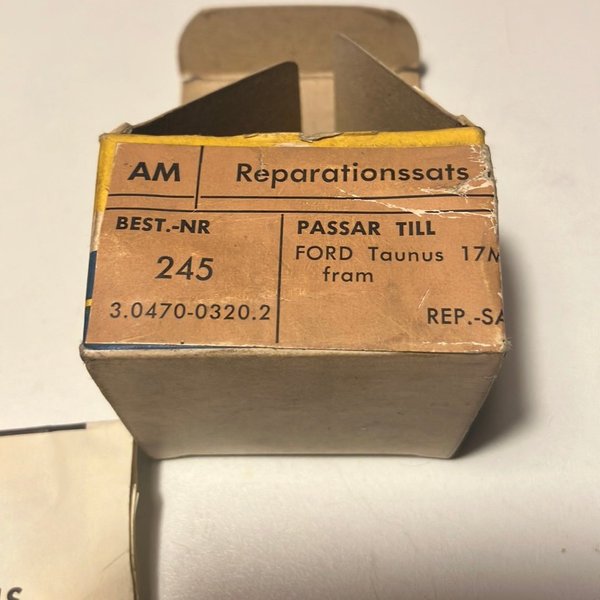 AM Reparationssats
BEST.-NR
245
3.0470-0320.2
PASSAR TILL
FORD Taunus 17M
fram
REP.-SA